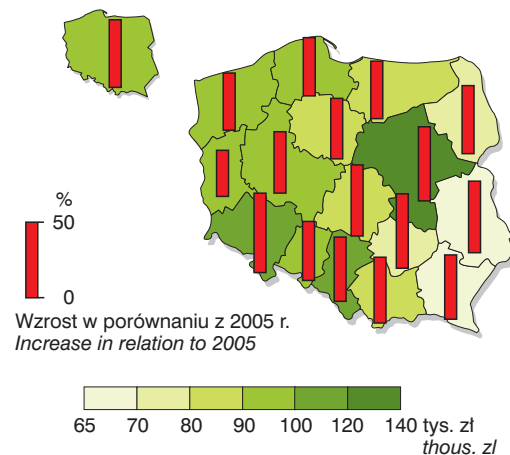 %
50
0
Wzrost w porównaniu z 2005 r.
Increase in relation to 2005
65 70 80 90 100 120 140 tys. zł
thous. zl